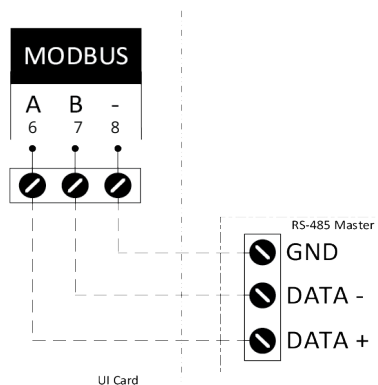 MODBUS
A B -
6 7 8
RS-485 Master
GND
DATA -
DATA +
UI Card